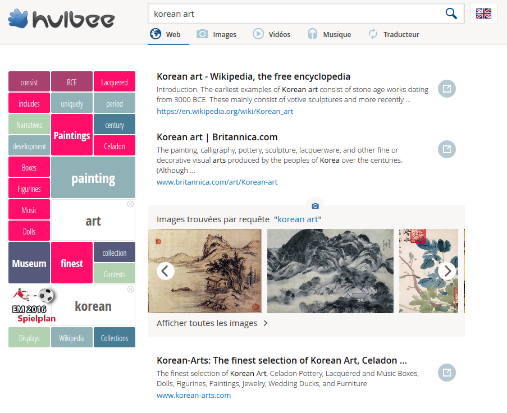 hulbee
korean art
Web
Images
Vidéos
Musique
Traducteur
consist
BCE
Lacquered
includes
uniquely
period
Narratives
Paintings
century
development
Celadon
Boxes
painting
Figurines
Music
art
Dolls
Museum
finest
collection
Contents
EM 2016
Spielplan
korean
Displays
Wikipedia
Collections
Korean art - Wikipedia, the free encyclopedia
Introduction. The earliest examples of Korean art consist of stone age works dating
from 3000 BCE. These mainly consist of votive sculptures and more recently ...
https://en.wikipedia.org/wiki/Korean_art
Korean art | Britannica.com
The painting, calligraphy, pottery, sculpture, lacquerware, and other fine or
decorative visual arts produced by the peoples of Korea over the centuries.
(Although ...
www.britannica.com/art/Korean-art
Images trouvées par requête "korean art"
Afficher toutes les images
Korean-Arts: The finest selection of Korean Art, Celadon ...
The finest selection of Korean Art, Celadon Pottery, Lacquered and Music Boxes,
Dolls, Figurines, Paintings, Jewelry, Wedding Ducks, and Furniture
www.korean-arts.com